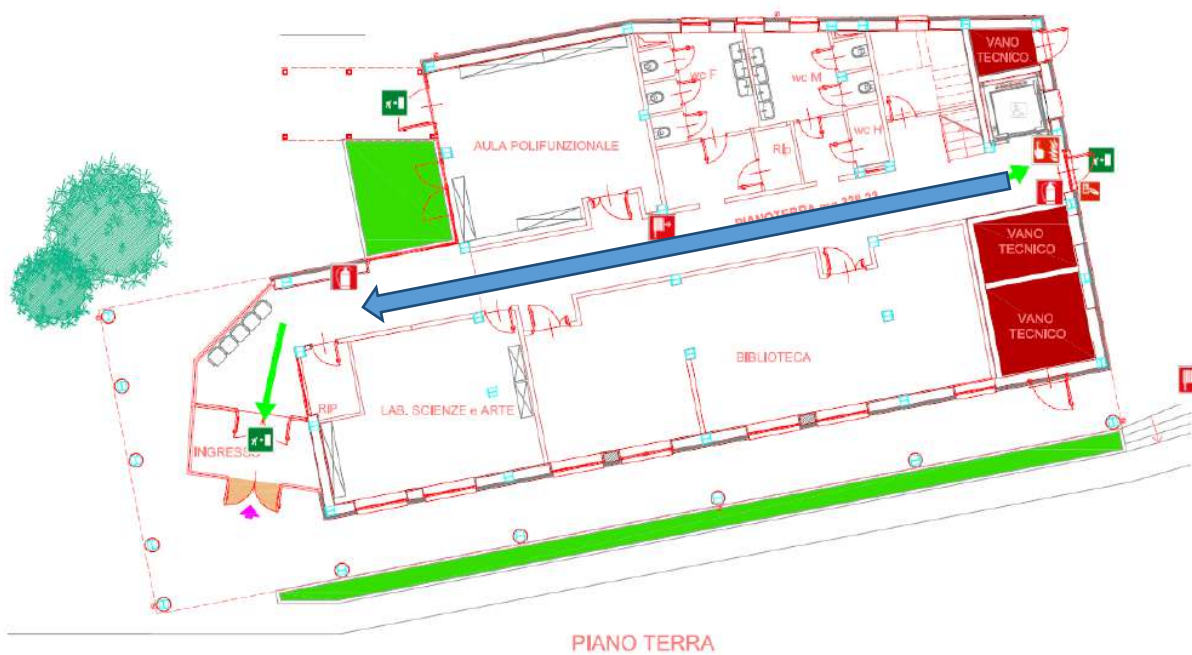 VANO
TECNICO
wc F
wc M
AULA POLIFUNZIONALE
Rip
wc H
PIANOTERRA
VANO
TECNICO
VANO
TECNICO
BIBLIOTECA
RIP
LAB. SCIENZE e ARTE
INGRESSO
PIANO TERRA